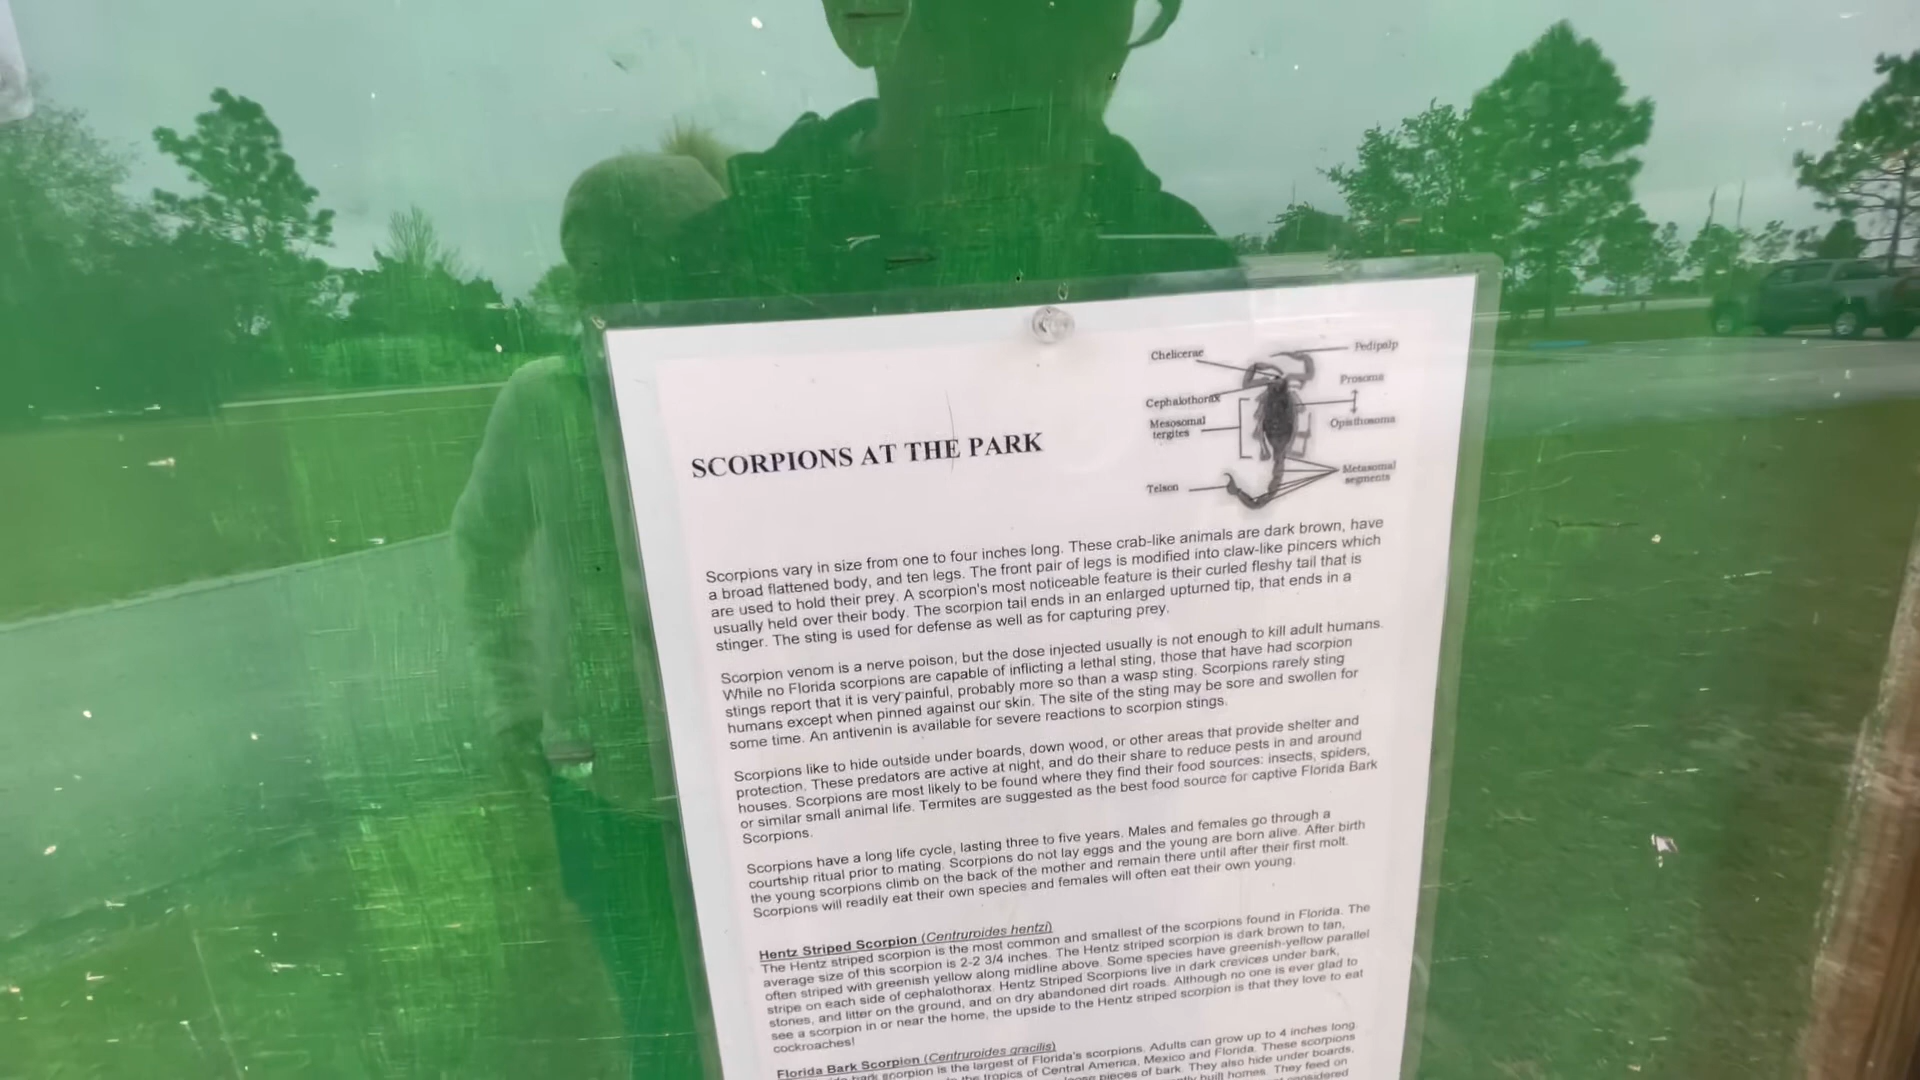 Chelicerae
Pedipalp
Prosoma
Cephalothorax
Mesosomal
tergites
Opisthosoma
Metasomal
segments
Telson
SCORPIONS AT THE PARK
Scorpions vary in size from one to four inches long. These crab-like animals are dark brown, have
a broad flattened body, and ten legs. The front pair of legs is modified into claw-like pincers which
are used to hold their prey. A scorpion's most noticeable feature is their curled fleshy tail that is
usually held over their body. The scorpion tail ends in an enlarged upturned tip, that ends in a
stinger. The sting is used for defense as well as for capturing prey.
Scorpion venom is a nerve poison, but the dose injected usually is not enough to kill adult humans.
While no Florida scorpions are capable of inflicting a lethal sting, those that have had scorpion
stings report that it is very painful, probably more so than a wasp sting. Scorpions rarely sting
humans except when pinned against our skin. The site of the sting may be sore and swollen for
some time. An antivenin is available for severe reactions to scorpion stings.
Scorpions like to hide outside under boards, down wood, or other areas that provide shelter and
protection. These predators are active at night, and do their share to reduce pests in and around
houses. Scorpions are most likely to be found where they find their food sources: insects, spiders,
or similar small animal life. Termites are suggested as the best food source for captive Florida Bark
Scorpions.
Scorpions have a long life cycle, lasting three to five years. Males and females go through a
courtship ritual prior to mating. Scorpions do not lay eggs and the young are born alive. After birth
the young scorpions climb on the back of the mother and remain there until after their first molt.
Scorpions will readily eat their own species and females will often eat their own young.
Hentz Striped Scorpion (Centruroides hentzi)
The Hentz striped scorpion is the most common and smallest of the scorpions found in Florida. The
average size of this scorpion is 2-2 3/4 inches. The Hentz striped scorpion is dark brown to tan,
often striped with greenish yellow along midline above. Some species have greenish-yellow parallel
stripe on each side of cephalothorax. Hentz Striped Scorpions live in dark crevices under bark,
stones, and litter on the ground, and on dry abandoned dirt roads. Although no one is ever glad to
see a scorpion in or near the home, the upside to the Hentz striped scorpion is that they love to eat
cockroaches!
Florida Bark Scorpion (Centruroides gracilis)
bark scorpion is the largest of Florida's scorpions. Adults can grow up to 4 inches long
the tropics of Central America, Mexico and Florida. These scorpions
pieces of bark. They also hide under boards,
built homes. They feed on
considered